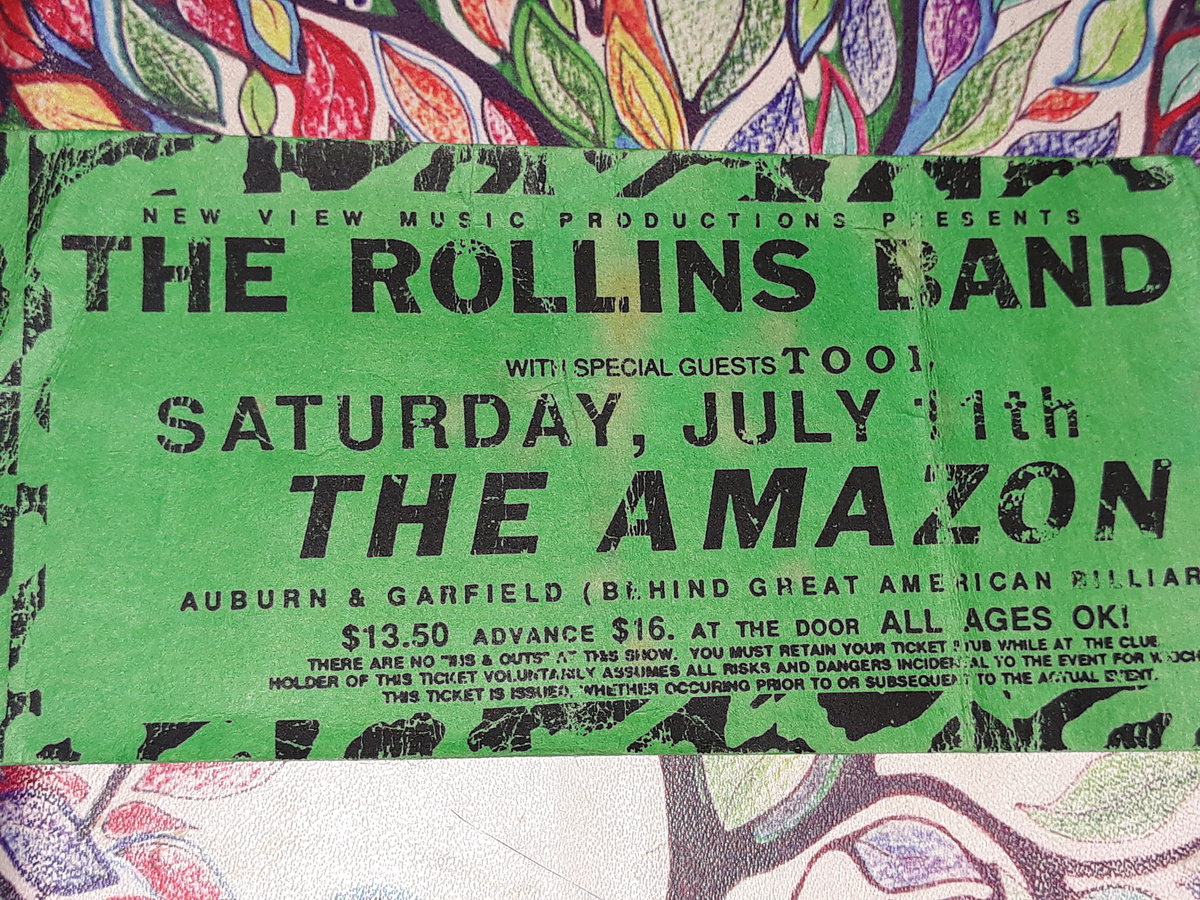 NEW VIEW MUSIC PRODUCTIONS PRESENTS
THE ROLLINS BAND
WITH SPECIAL GUESTS TOOL
SATURDAY, JULY 11th
THE AMAZON
AUBURN & GARFIELD (BEHIND GREAT AMERICAN BILLIAR
$13.50 ADVANCE $16. AT THE DOOR ALL AGES OK!
THERE ARE NO "INS & OUTS" AT THIS SHOW. YOU MUST RETAIN YOUR TICKET STUB WHILE AT THE CLUB.
HOLDER OF THIS TICKET VOLUNTARILY ASSUMES ALL RISKS AND DANGERS INCIDENTAL TO THE EVENT FOR WHICH
THIS TICKET IS ISSUED, WHETHER OCCURING PRIOR TO OR SUBSEQUENT TO THE ACTUAL EVENT.